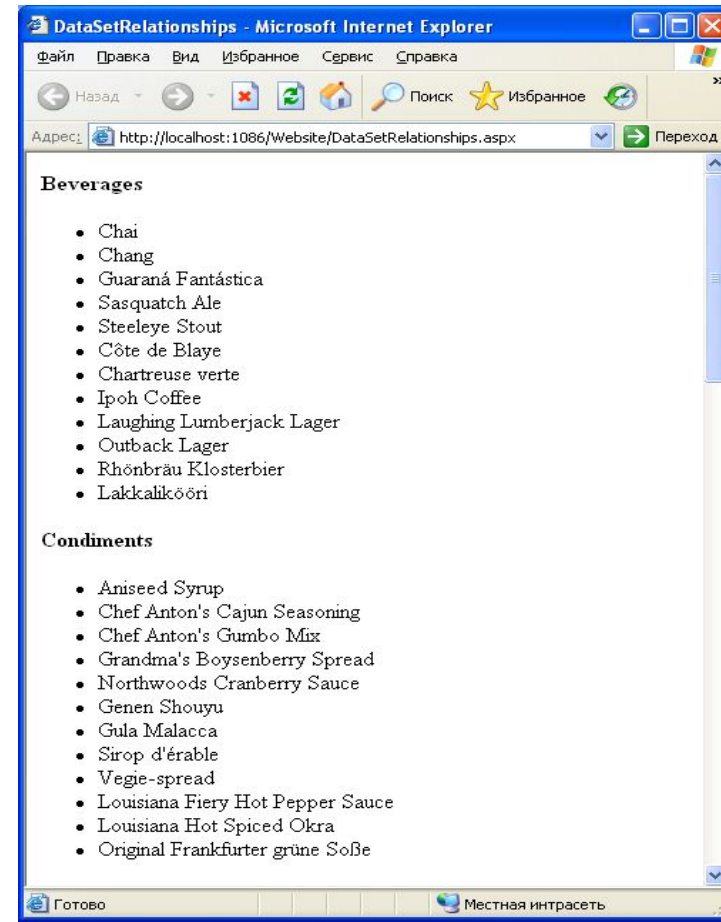 DataSetRelationships - Microsoft Internet Explorer
Файл Правка Вид Избранное Сервис Справка
Назад Поиск Избранное »
Адрес: http://localhost:1086/Website/DataSetRelationships.aspx Переход
Beverages
• Chai
• Chang
• Guaraná Fantástica
• Sasquatch Ale
• Steeleye Stout
• Côte de Blaye
• Chartreuse verte
• Ipoh Coffee
• Laughing Lumberjack Lager
• Outback Lager
• Rhönbräu Klosterbier
• Lakkalikööri
Condiments
• Aniseed Syrup
• Chef Anton's Cajun Seasoning
• Chef Anton's Gumbo Mix
• Grandma's Boysenberry Spread
• Northwoods Cranberry Sauce
• Genen Shouyu
• Gula Malacca
• Sirop d'érable
• Vegie-spread
• Louisiana Fiery Hot Pepper Sauce
• Louisiana Hot Spiced Okra
• Original Frankfurter grüne Soße
Готово Местная интрасеть